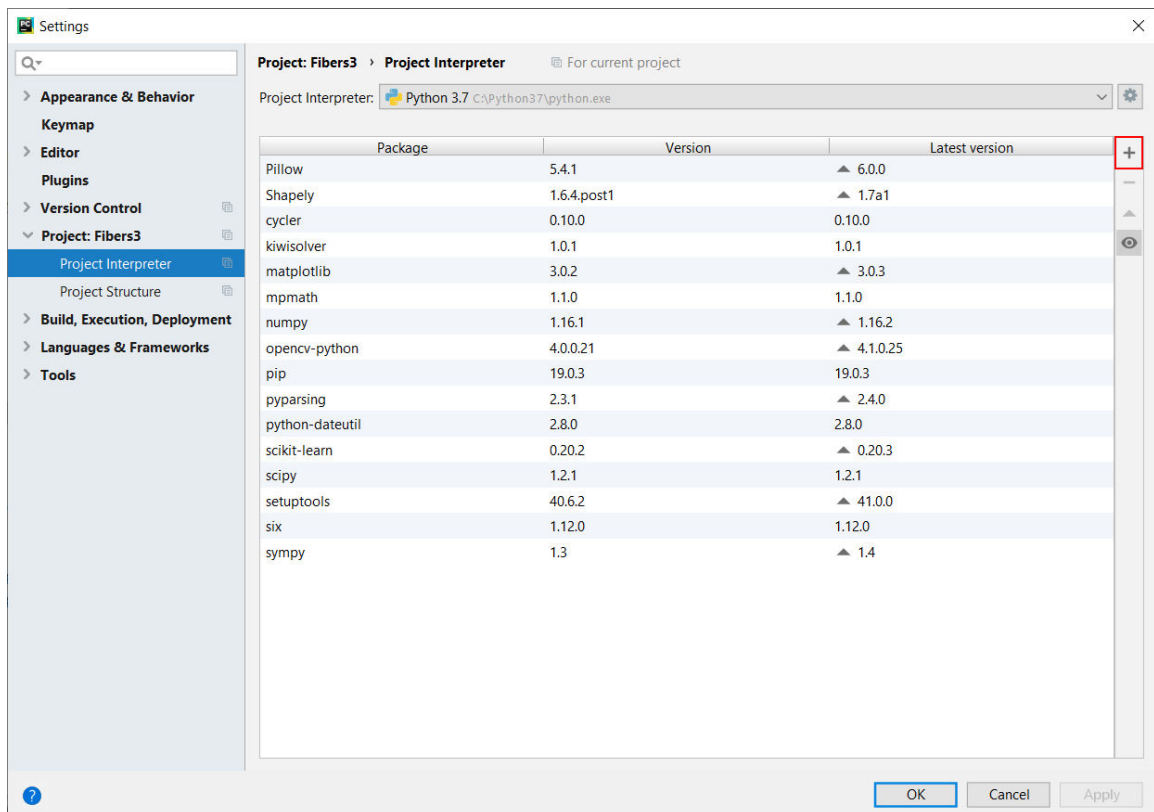 PC Settings
Appearance & Behavior
Keymap
Editor
Plugins
Version Control
Project: Fibers3
Project Interpreter
Project Structure
Build, Execution, Deployment
Languages & Frameworks
Tools
Project: Fibers3 › Project Interpreter For current project
Project Interpreter: Python 3.7 C:\Python37\python.exe
Package Version Latest version
Pillow 5.4.1 6.0.0
Shapely 1.6.4.post1 1.7a1
cycler 0.10.0 0.10.0
kiwisolver 1.0.1 1.0.1
matplotlib 3.0.2 3.0.3
mpmath 1.1.0 1.1.0
numpy 1.16.1 1.16.2
opencv-python 4.0.0.21 4.1.0.25
pip 19.0.3 19.0.3
pyparsing 2.3.1 2.4.0
python-dateutil 2.8.0 2.8.0
scikit-learn 0.20.2 0.20.3
scipy 1.2.1 1.2.1
setuptools 40.6.2 41.0.0
six 1.12.0 1.12.0
sympy 1.3 1.4
? OK Cancel Apply